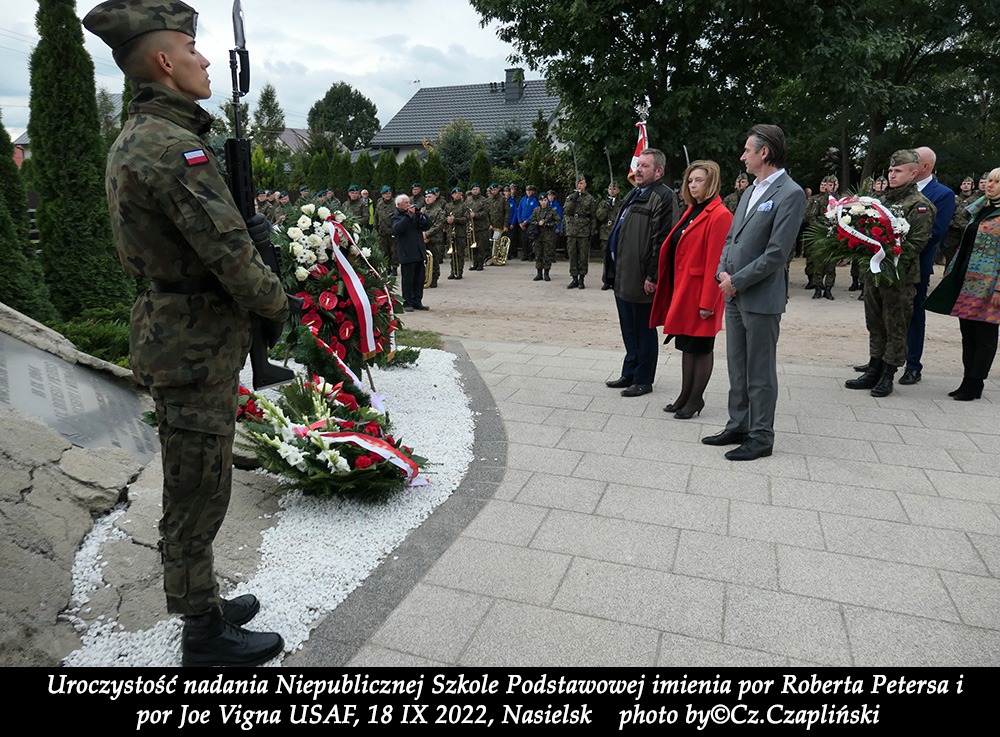 Uroczystość nadania Niepublicznej Szkole Podstawowej imienia por Roberta Petersa i
por Joe Vigna USAF, 18 IX 2022, Nasielsk photo by©Cz.Czapliński